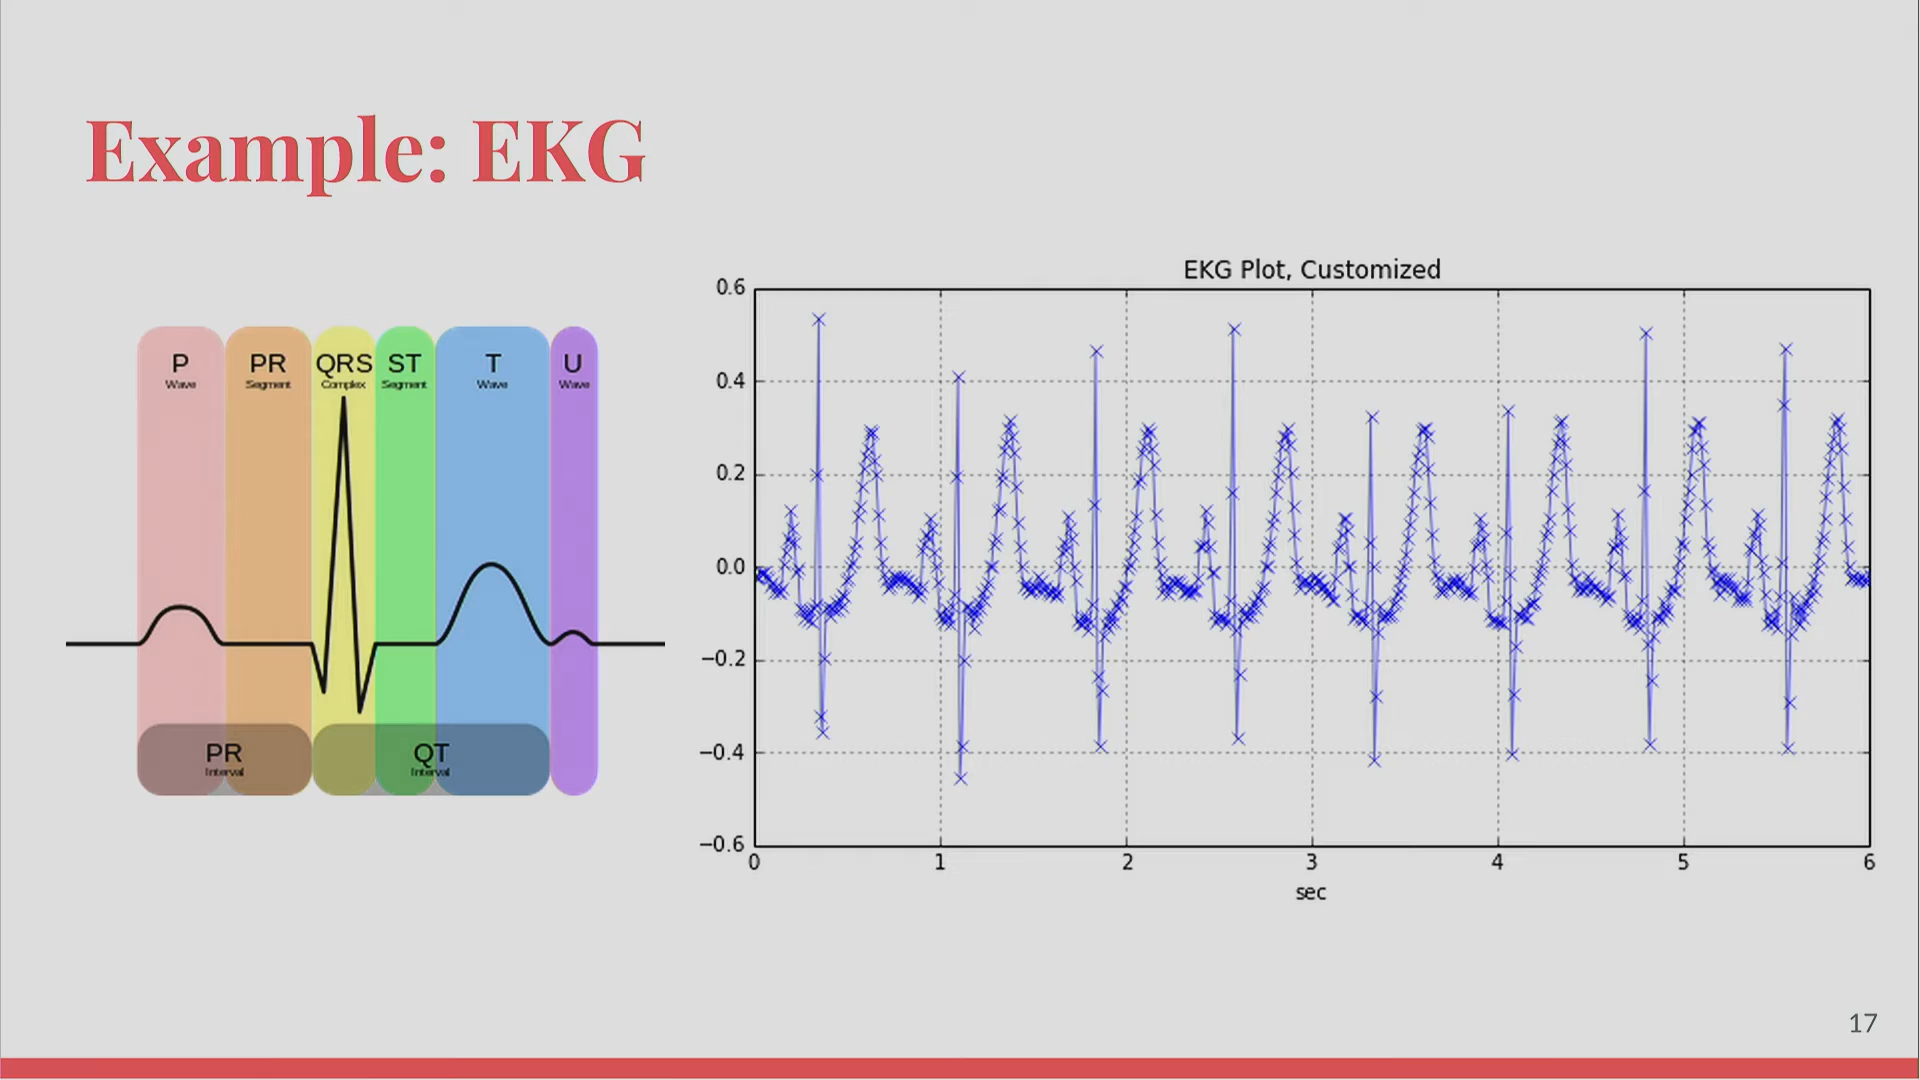 Example: EKG
P PR QRS ST T U
Wave Segment Complex Segment Wave Wave
PR QT
Interval Interval
EKG Plot, Customized
0.6
0.4
0.2
0.0
−0.2
−0.4
−0.6
0 1 2 3 4 5 6
sec
17